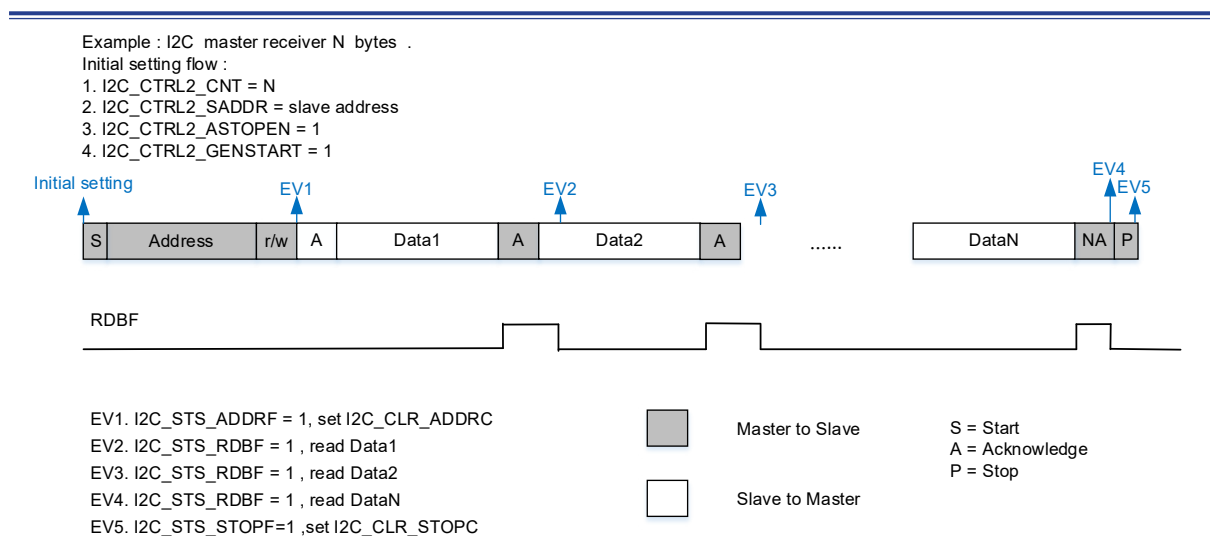 Example : I2C master receiver N bytes .
Initial setting flow :
1. I2C_CTRL2_CNT = N
2. I2C_CTRL2_SADDR = slave address
3. I2C_CTRL2_ASTOPEN = 1
4. I2C_CTRL2_GENSTART = 1
Initial setting
EV1
EV2
EV3
EV4
EV5
S
Address
r/w
A
Data1
A
Data2
A
......
DataN
NA
P
RDBF
EV1. I2C_STS_ADDRF = 1, set I2C_CLR_ADDRC
EV2. I2C_STS_RDBF = 1 , read Data1
EV3. I2C_STS_RDBF = 1 , read Data2
EV4. I2C_STS_RDBF = 1 , read DataN
EV5. I2C_STS_STOPF=1 ,set I2C_CLR_STOPC
Master to Slave
Slave to Master
S = Start
A = Acknowledge
P = Stop